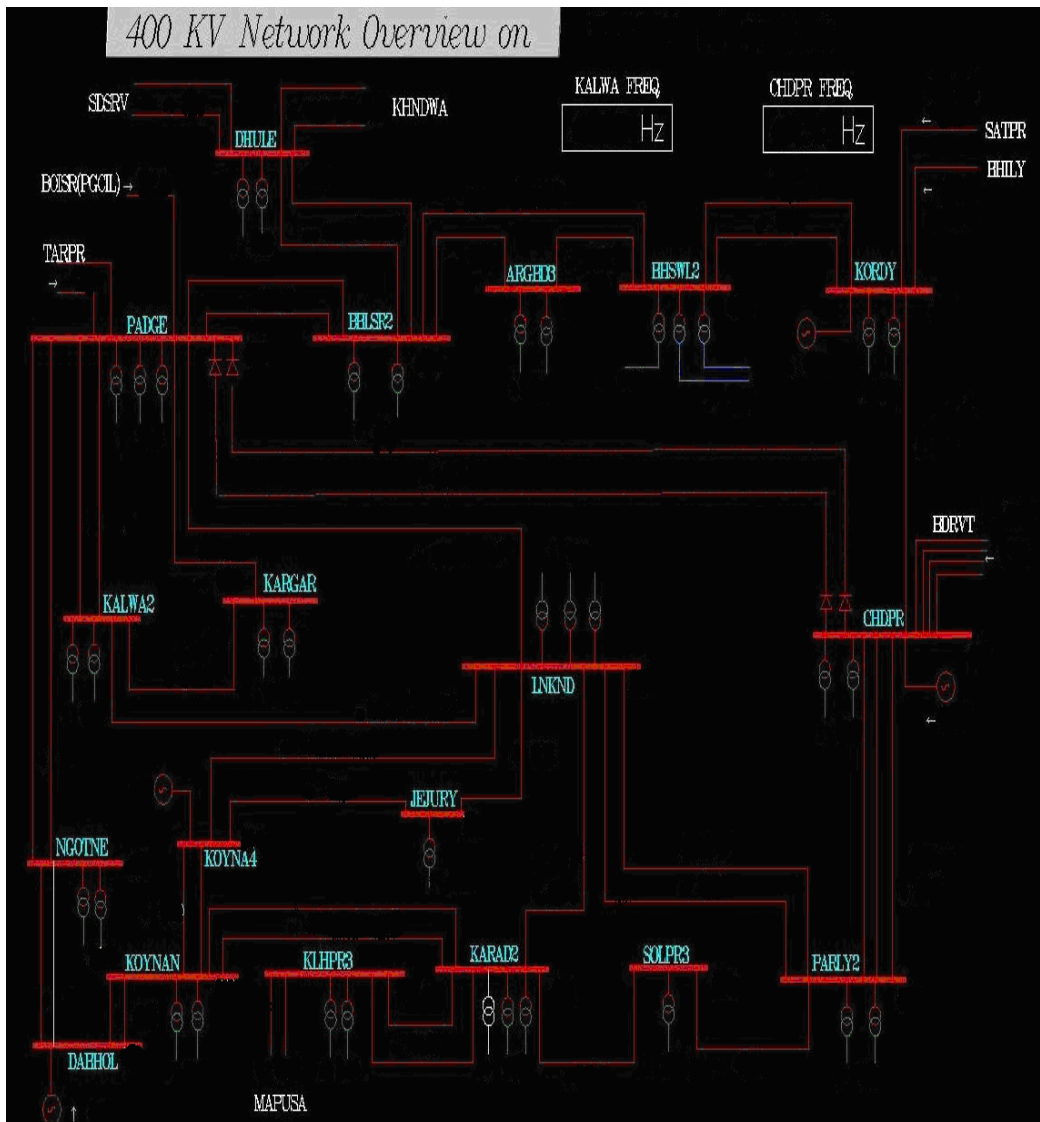 400 KV Network Overview on
KALWA FREQ
CHDPR FREQ
SDSRV
KHNDWA
Hz
Hz
SATPR
DHULE
BHILY
BOISR(PGCIL)
TARPR
ARGBD3
BHSWL2
KORDY
PADGE
BHLSR2
S
BDRVT
KARGAR
KALWA2
CHDPR
LNKND
S
S
JEJURY
NGOTNE
KOYNA4
KOYNAN
KLHPR3
KARAD2
SOLPR3
PARLY2
DABHOL
MAPUSA
S